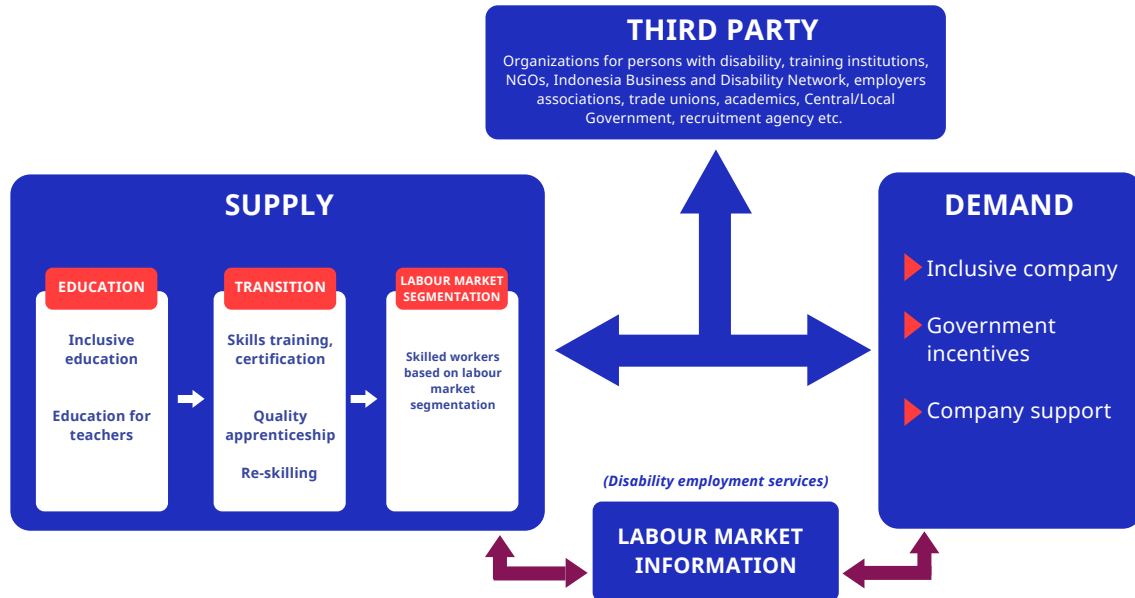 THIRD PARTY
Organizations for persons with disability, training institutions,
NGOs, Indonesia Business and Disability Network, employers
associations, trade unions, academics, Central/Local
Government, recruitment agency etc.
SUPPLY
EDUCATION
Inclusive
education
Education for
teachers
TRANSITION
Skills training,
certification
Quality
apprenticeship
Re-skilling
LABOUR MARKET
SEGMENTATION
Skilled workers
based on labour
market
segmentation
DEMAND
Inclusive company
Government
incentives
Company support
(Disability employment services)
LABOUR MARKET
INFORMATION